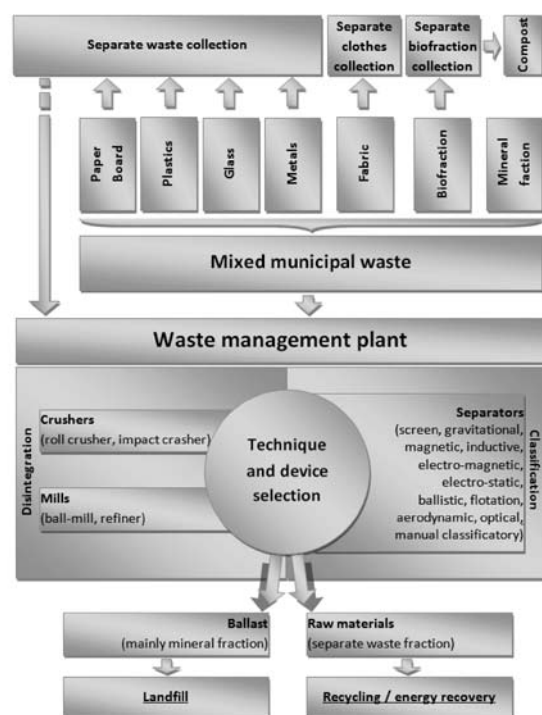 Separate waste collection
Separate
clothes
collection
Separate
biofraction
collection
Compost
Paper
Board
Plastics
Glass
Metals
Fabric
Biofraction
Mineral
faction
Mixed municipal waste
Waste management plant
Disintegration
Crushers
(roll crusher, impact crasher)
Mills
(ball-mill, refiner)
Technique
and device
selection
Separators
(screen, gravitational,
magnetic, inductive,
electro-magnetic,
electro-static,
ballistic, flotation,
aerodynamic, optical,
manual classificatory)
Classification
Ballast
(mainly mineral fraction)
Raw materials
(separate waste fraction)
Landfill
Recycling / energy recovery